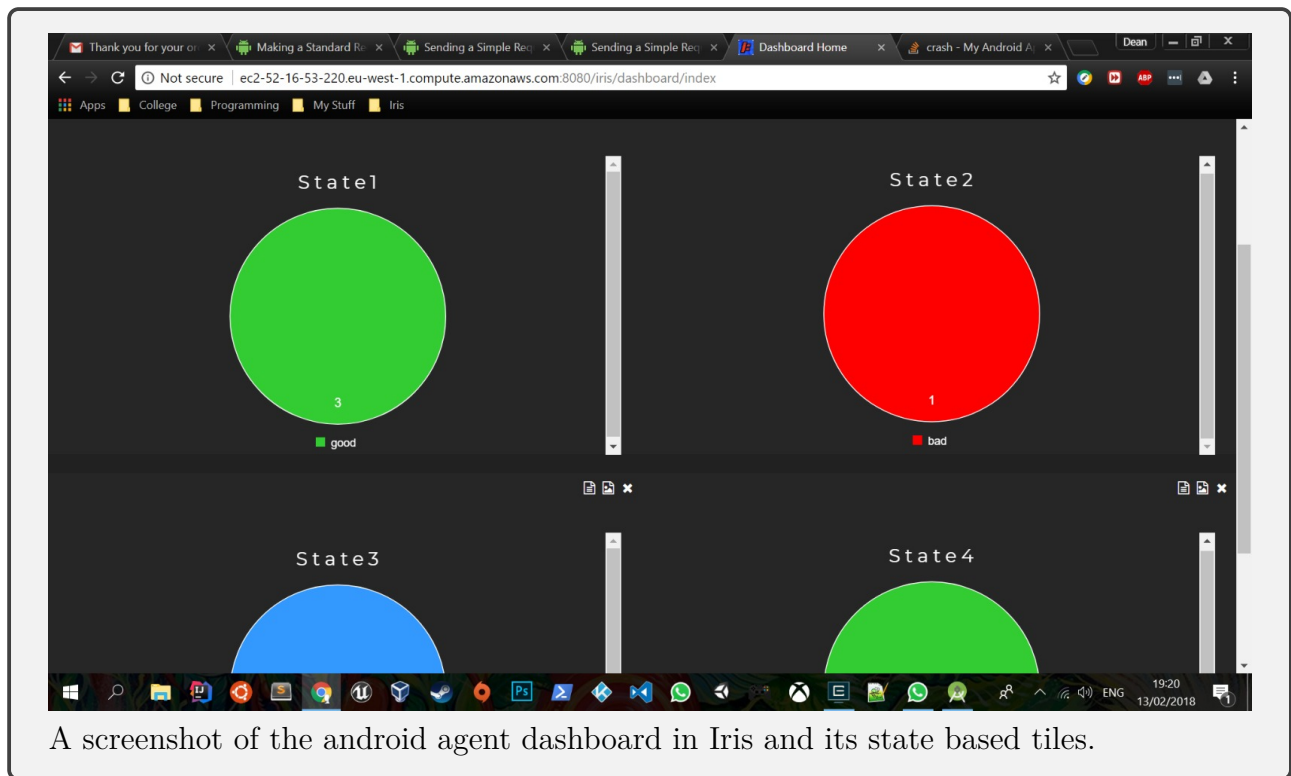 Thank you for your or
Making a Standard Re
Sending a Simple Req
Sending a Simple Req
Dashboard Home
crash - My Android A
Dean
Not secure | ec2-52-16-53-220.eu-west-1.compute.amazonaws.com:8080/iris/dashboard/index
ABP
Apps College Programming My Stuff Iris
State1
State2
3
1
good
bad
State3
State4
Ps
ENG
19:20
13/02/2018
1
A screenshot of the android agent dashboard in Iris and its state based tiles.